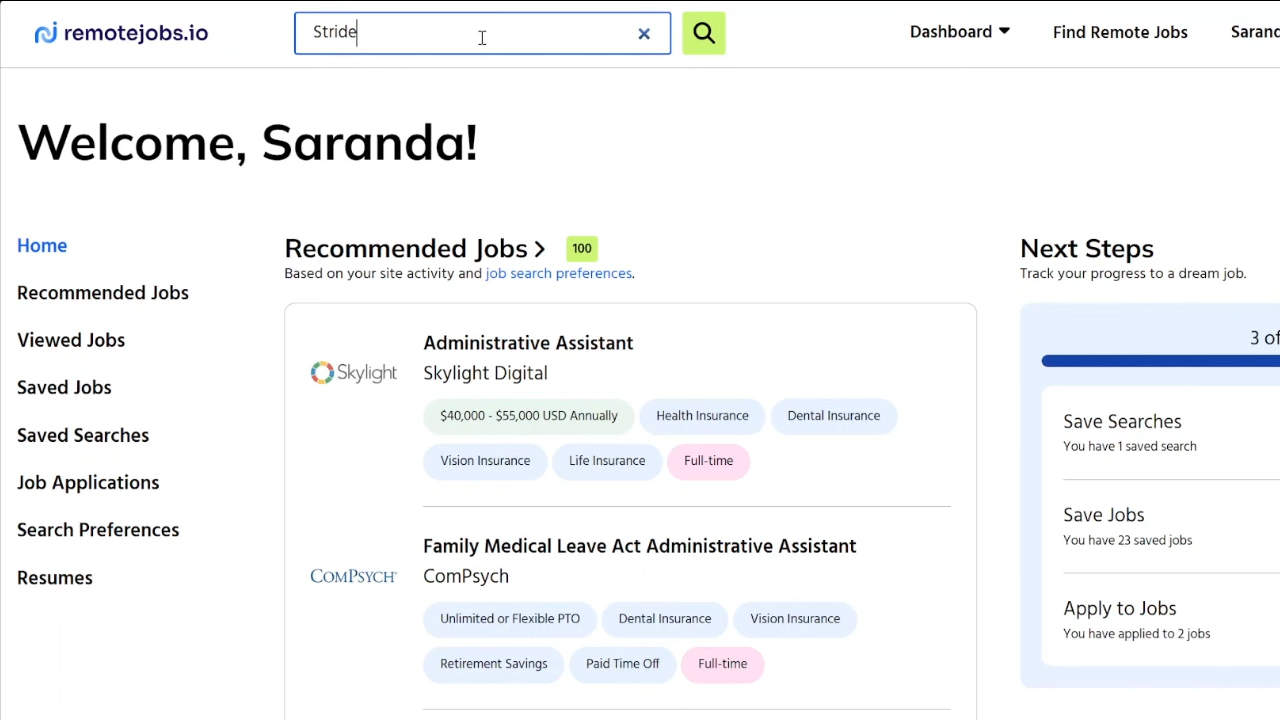 remotejobs.io
Stride
Dashboard
Find Remote Jobs
Welcome, Saranda!
Home
Recommended Jobs
Viewed Jobs
Saved Jobs
Saved Searches
Job Applications
Search Preferences
Resumes
Recommended Jobs
100
Based on your site activity and job search preferences.
Skylight
Administrative Assistant
Skylight Digital
$40,000 - $55,000 USD Annually
Health Insurance
Dental Insurance
Vision Insurance
Life Insurance
Full-time
COMPSYCH
Family Medical Leave Act Administrative Assistant
ComPsych
Unlimited or Flexible PTO
Dental Insurance
Vision Insurance
Retirement Savings
Paid Time Off
Full-time
Next Steps
Track your progress to a dream job.
3 of
Save Searches
You have 1 saved search
Save Jobs
You have 23 saved jobs
Apply to Jobs
You have applied to 2 jobs